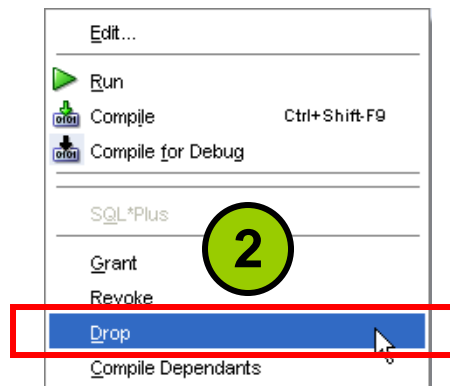 Edit...
Run
Compile Ctrl+Shift-F9
Compile for Debug
SQL*Plus
2
Grant
Revoke
Drop
Compile Dependants